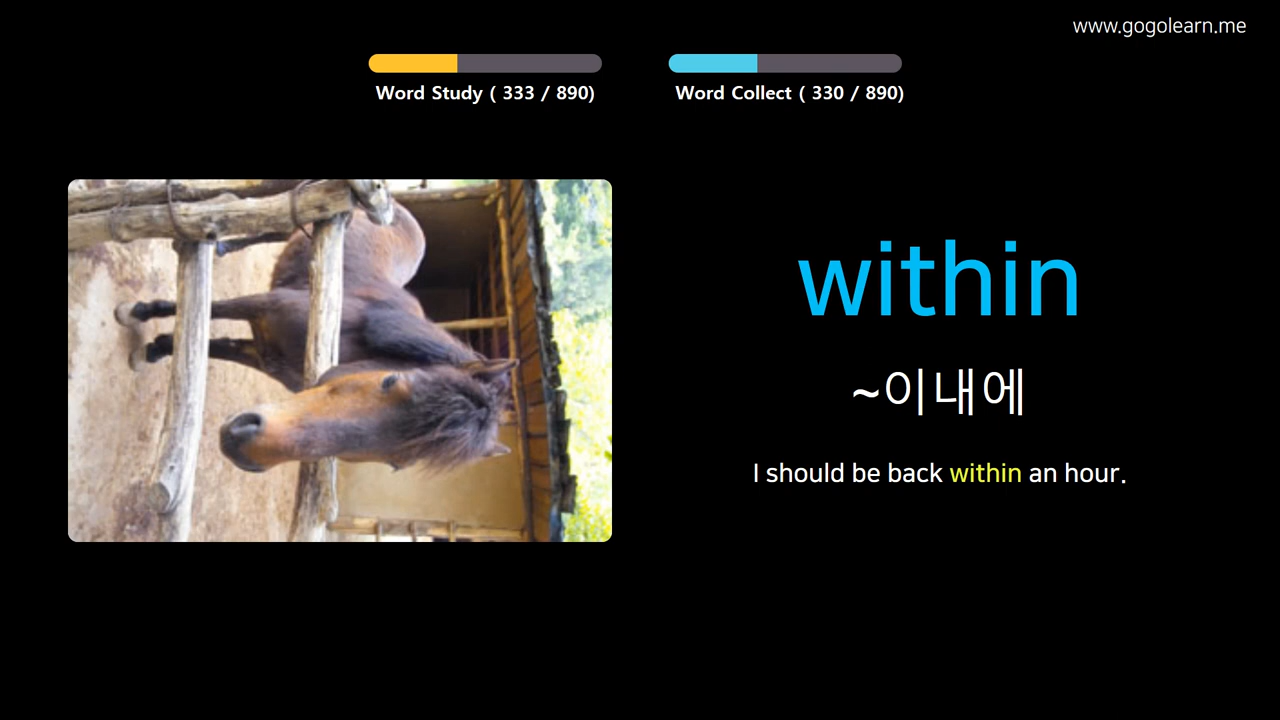 www.gogolearn.me
Word Study ( 333 / 890)
Word Collect ( 330 / 890)
within
~이내에
I should be back within an hour.